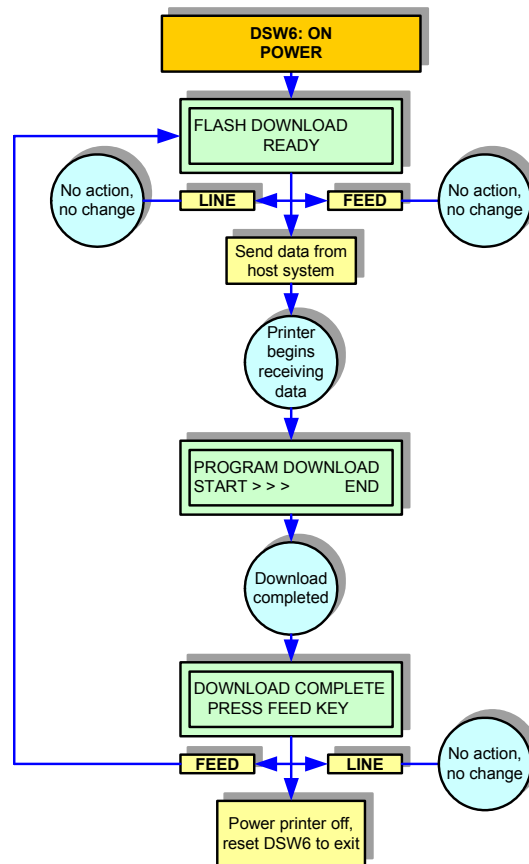 DSW6: ON
POWER
FLASH DOWNLOAD
READY
No action,
no change
LINE
FEED
No action,
no change
Send data from
host system
Printer
begins
receiving
data
PROGRAM DOWNLOAD
START > > > END
Download
completed
DOWNLOAD COMPLETE
PRESS FEED KEY
FEED
LINE
No action,
no change
Power printer off,
reset DSW6 to exit